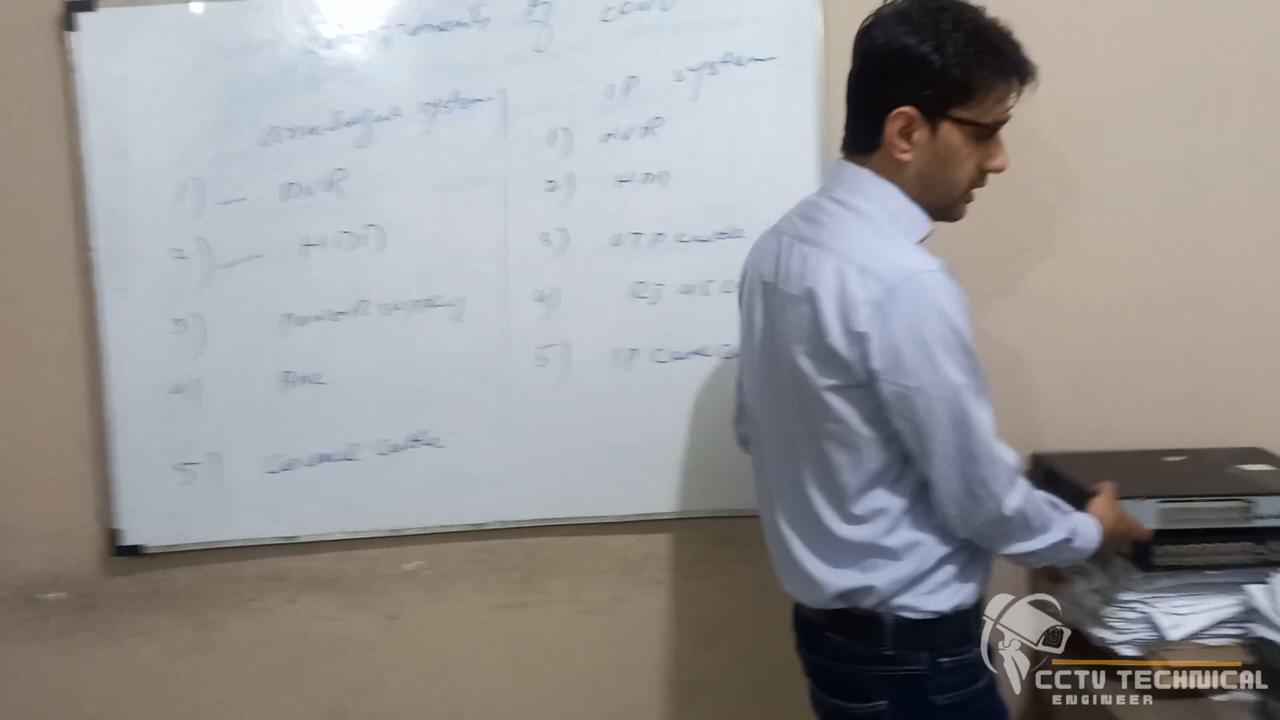 components of CCTV
analogue system
1) — DVR
2) — HDD
3) power supply
4) BNC
5) coaxial cable
IP system
1) NVR
2) HDD
3) UTP cable
4) RJ 45 C
5) IP Camera
CCTV TECHNICAL
ENGINEER